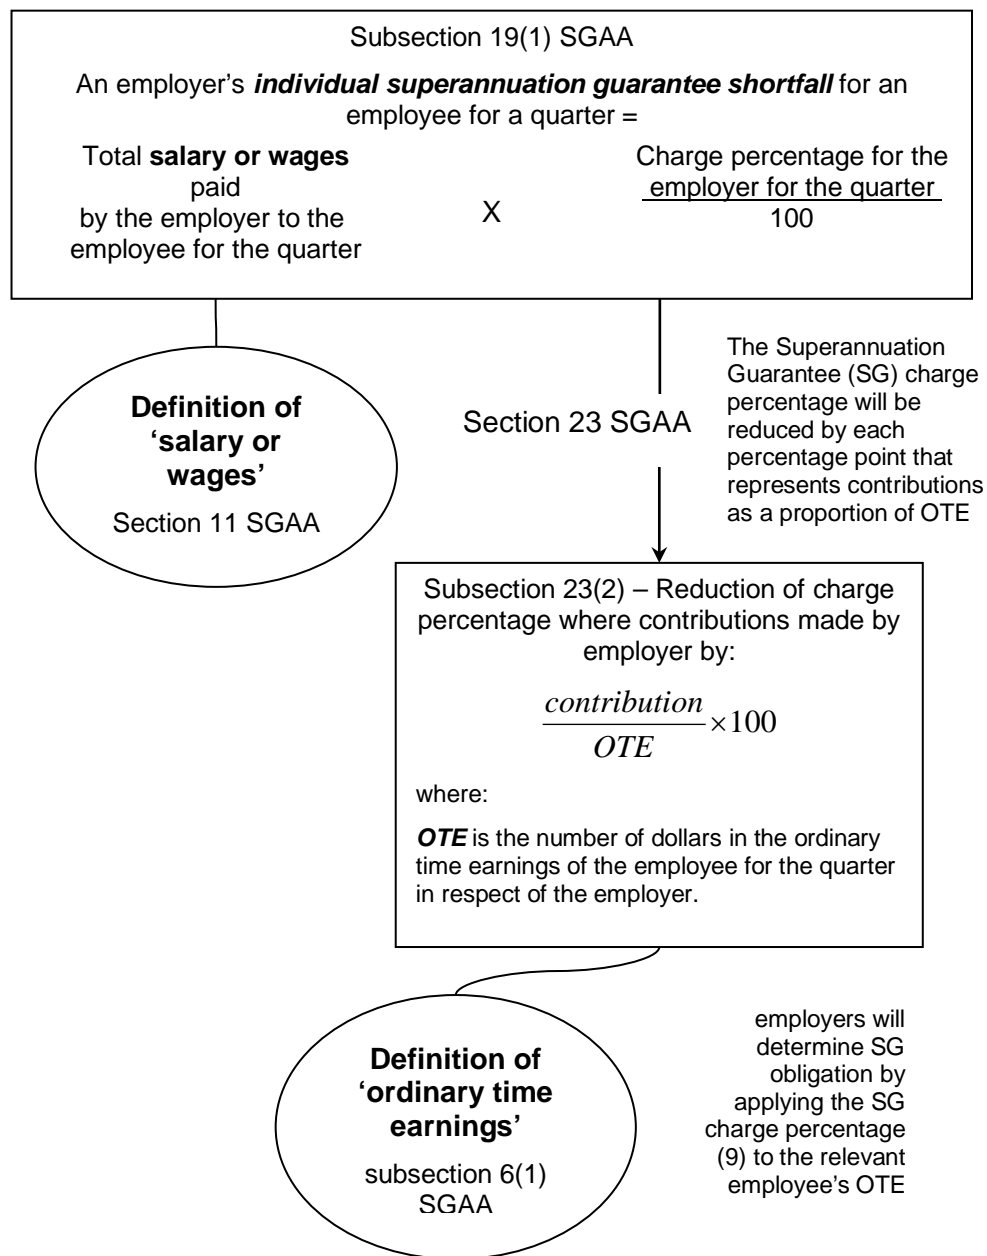 Subsection 19(1) SGAA
An employer’s individual superannuation guarantee shortfall for an
employee for a quarter =
Total salary or wages
paid
by the employer to the
employee for the quarter
X
Charge percentage for the
employer for the quarter
100
Definition of
‘salary or
wages’
Section 11 SGAA
Section 23 SGAA
The Superannuation
Guarantee (SG) charge
percentage will be
reduced by each
percentage point that
represents contributions
as a proportion of OTE
Subsection 23(2) – Reduction of charge
percentage where contributions made by
employer by:
contribution
OTE
×100
where:
OTE is the number of dollars in the ordinary
time earnings of the employee for the quarter
in respect of the employer.
Definition of
‘ordinary time
earnings’
subsection 6(1)
SGAA
employers will
determine SG
obligation by
applying the SG
charge percentage
(9) to the relevant
employee’s OTE